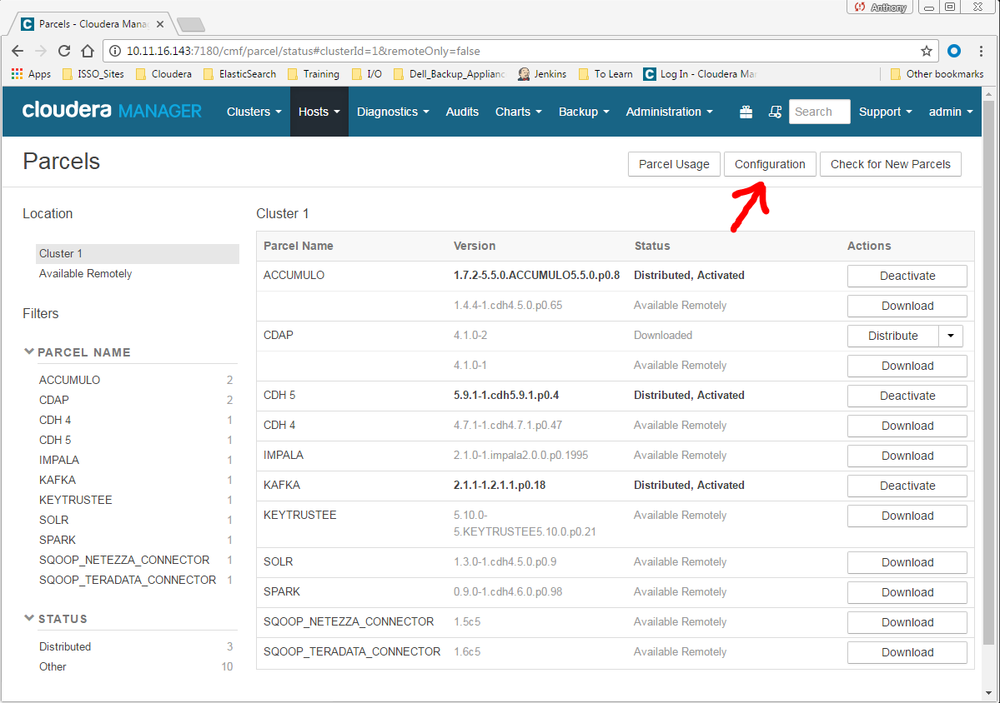 Anthony
Parcels - Cloudera Mana
10.11.16.143:7180/cmf/parcel/status#clusterId=1&remoteOnly=false
Apps ISSO_Sites Cloudera ElasticSearch Training I/O Dell_Backup_Applianc Jenkins To Learn Log In - Cloudera Mar Other bookmarks
cloudera MANAGER Clusters Hosts Diagnostics Audits Charts Backup Administration Search Support admin
Parcels Parcel Usage Configuration Check for New Parcels
Location
Cluster 1
Available Remotely
Filters
PARCEL NAME
ACCUMULO 2
CDAP 2
CDH 4 1
CDH 5 1
IMPALA 1
KAFKA 1
KEYTRUSTEE 1
SOLR 1
SPARK 1
SQOOP_NETEZZA_CONNECTOR 1
SQOOP_TERADATA_CONNECTOR 1
STATUS
Distributed 3
Other 10
Cluster 1
Parcel Name Version Status Actions
ACCUMULO 1.7.2-5.5.0.ACCUMULO5.5.0.p0.8 Distributed, Activated Deactivate
1.4.4-1.cdh4.5.0.p0.65 Available Remotely Download
CDAP 4.1.0-2 Downloaded Distribute
4.1.0-1 Available Remotely Download
CDH 5 5.9.1-1.cdh5.9.1.p0.4 Distributed, Activated Deactivate
CDH 4 4.7.1-1.cdh4.7.1.p0.47 Available Remotely Download
IMPALA 2.1.0-1.impala2.0.0.p0.1995 Available Remotely Download
KAFKA 2.1.1-1.2.1.1.p0.18 Distributed, Activated Deactivate
KEYTRUSTEE 5.10.0- Available Remotely Download
5.KEYTRUSTEE5.10.0.p0.21
SOLR 1.3.0-1.cdh4.5.0.p0.9 Available Remotely Download
SPARK 0.9.0-1.cdh4.6.0.p0.98 Available Remotely Download
SQOOP_NETEZZA_CONNECTOR 1.5c5 Available Remotely Download
SQOOP_TERADATA_CONNECTOR 1.6c5 Available Remotely Download